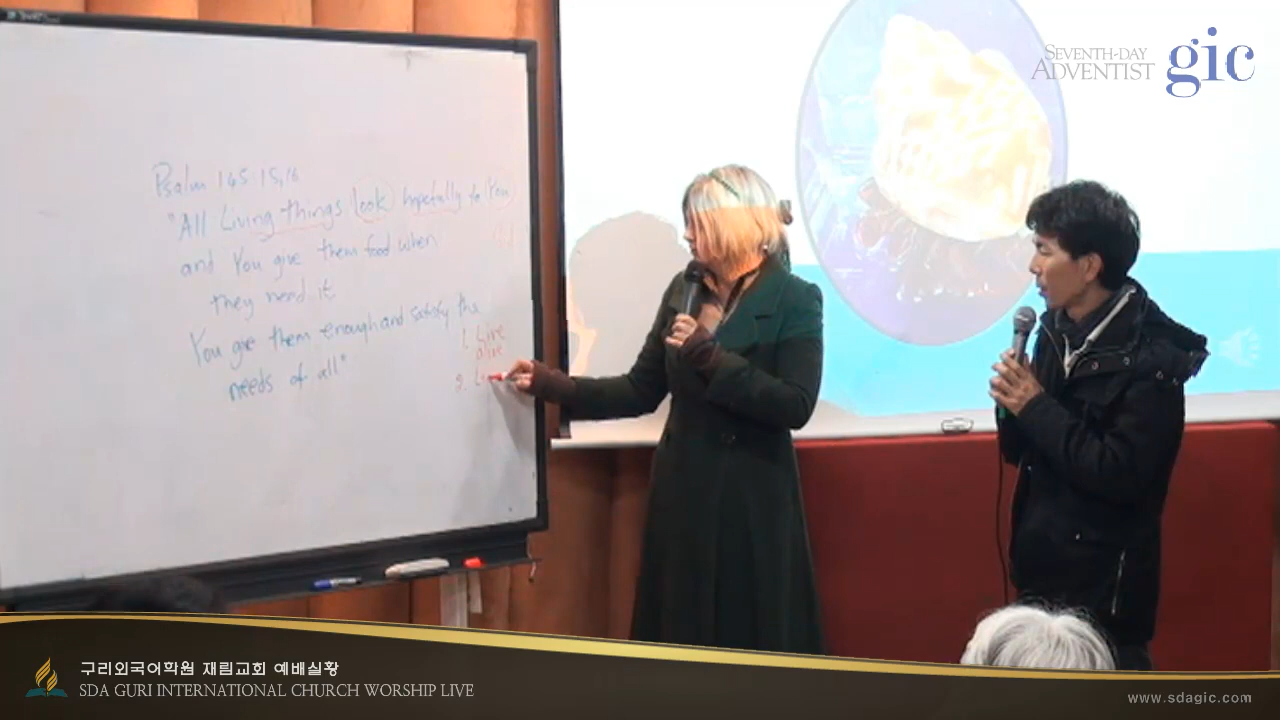 Psalm 145:15,16
"All Living things look hopefully to You
and You give them food when
they need it
You give them enough and satisfy the
needs of all"
1. Live
alive
2.
SEVENTH-DAY
ADVENTIST
gic
구리외국어학원 재림교회 예배실황
SDA GURI INTERNATIONAL CHURCH WORSHIP LIVE
www.sdagic.com